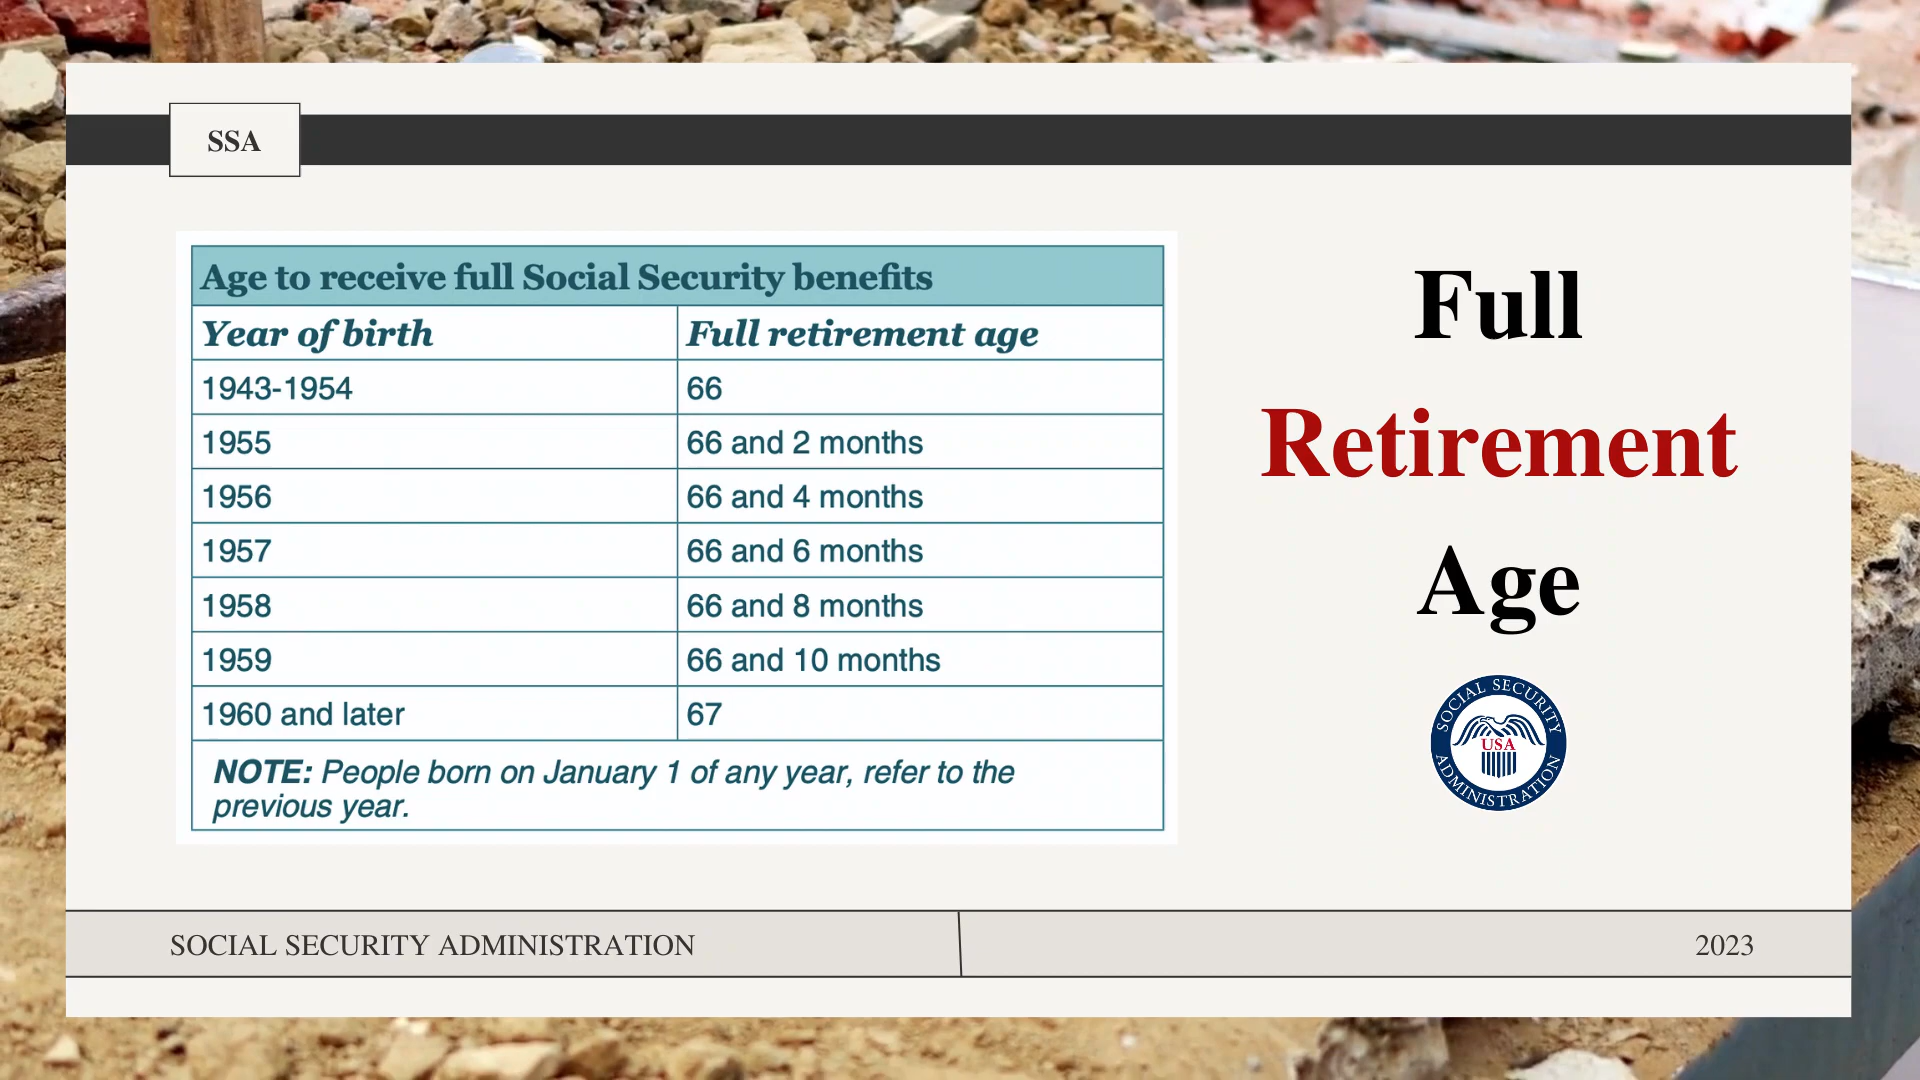 SSA
Age to receive full Social Security benefits
Year of birth Full retirement age
1943-1954 66
1955 66 and 2 months
1956 66 and 4 months
1957 66 and 6 months
1958 66 and 8 months
1959 66 and 10 months
1960 and later 67
NOTE: People born on January 1 of any year, refer to the
previous year.
Full
Retirement
Age
SOCIAL SECURITY
USA
ADMINISTRATION
SOCIAL SECURITY ADMINISTRATION
2023